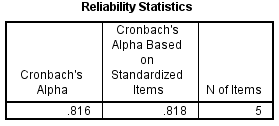 Reliability Statistics
Cronbach's
Alpha
Cronbach's
Alpha Based
on
Standardized
Items
N of Items
.816
.818
5